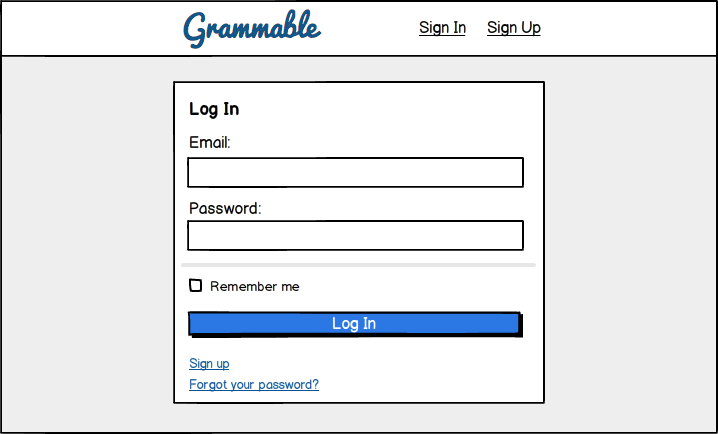 Grammable Sign In Sign Up
Log In
Email:
Password:
Remember me
Log In
Sign up
Forgot your password?